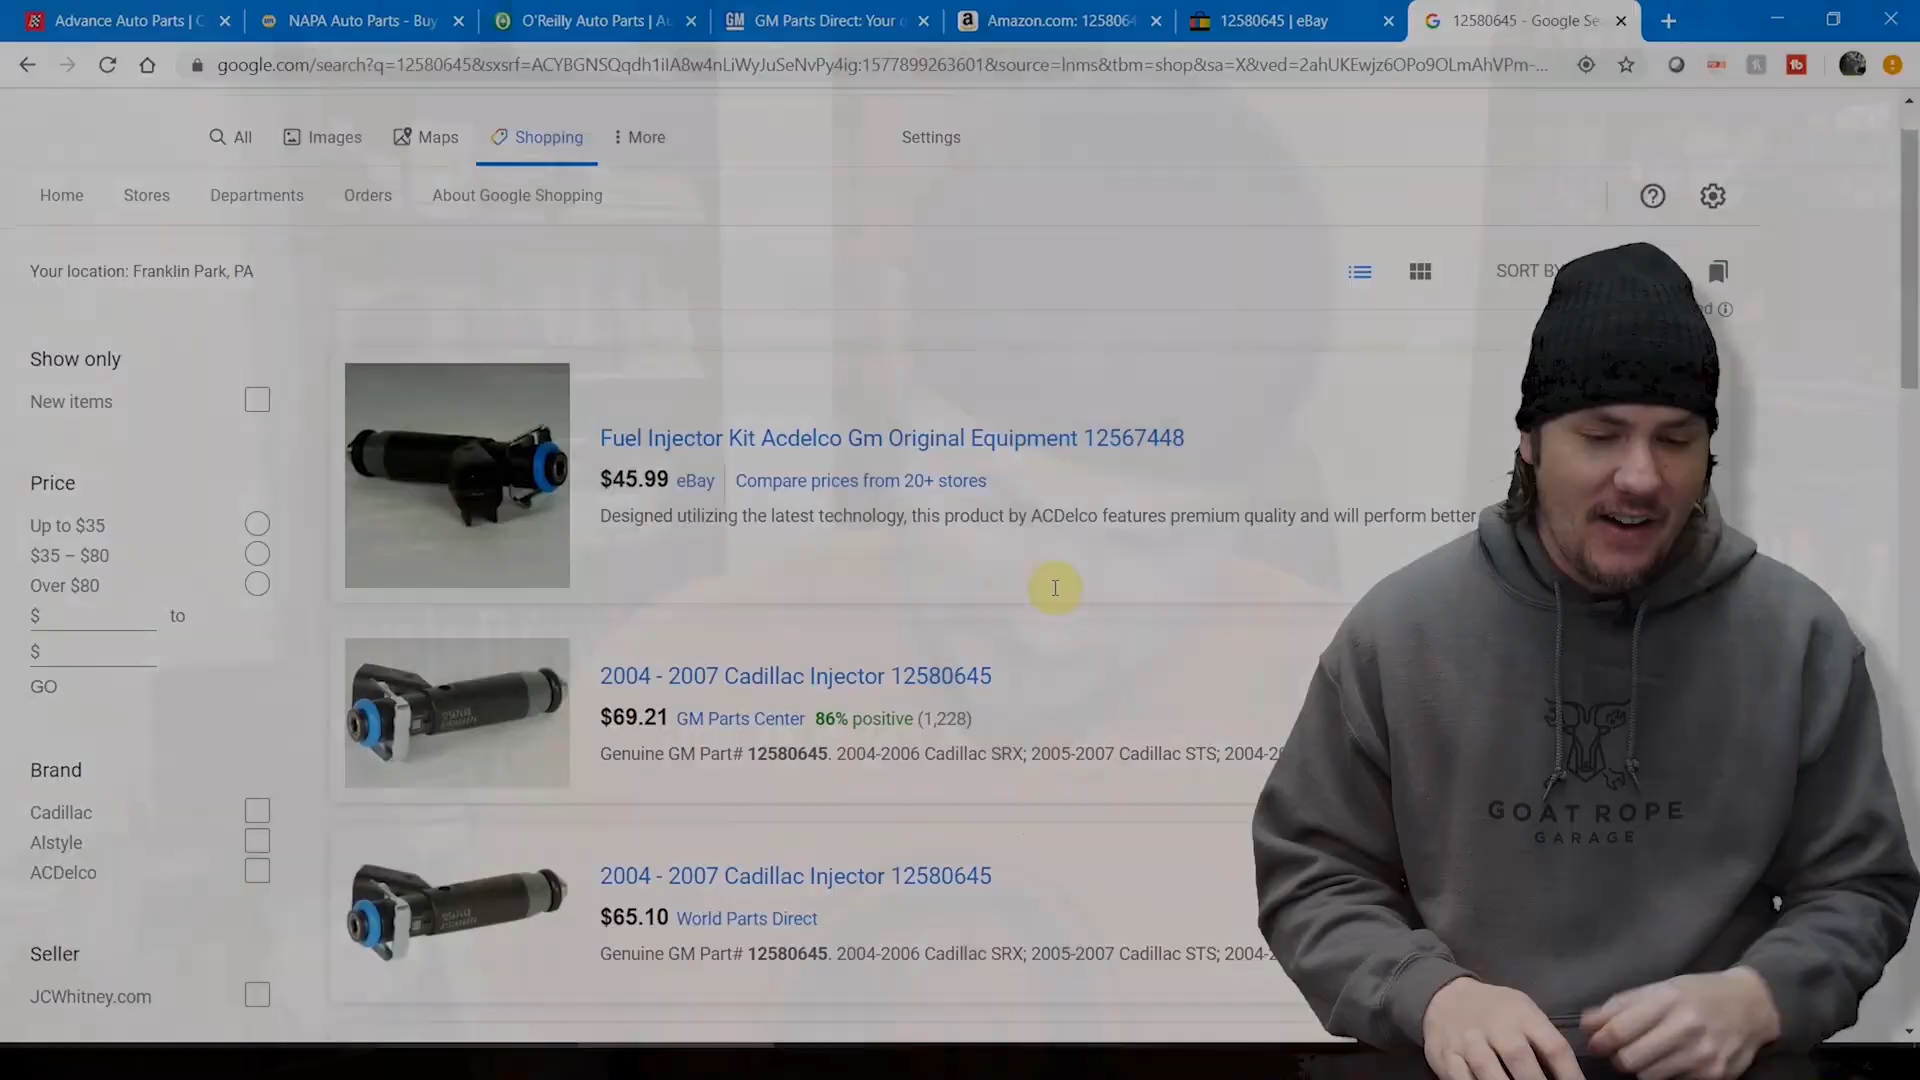 Advance Auto Parts | C
NAPA Auto Parts - Buy
O'Reilly Auto Parts | Au
GM Parts Direct: Your
Amazon.com: 1258064
12580645 | eBay
12580645 - Google Se
google.com/search?q=12580645&sxsrf=ACYBGNSQqdh1iIA8w4nLiWyJuSeNvPy4ig:1577899263601&source=lnms&tbm=shop&sa=X&ved=2ahUKEwjz6OPo9OLmAhVPm-...
All
Images
Maps
Shopping
More
Settings
Home
Stores
Departments
Orders
About Google Shopping
Your location: Franklin Park, PA
SORT BY
Show only
New items
Price
Up to $35
$35 – $80
Over $80
$ to
$
GO
Brand
Cadillac
Alstyle
ACDelco
Seller
JCWhitney.com
Fuel Injector Kit Acdelco Gm Original Equipment 12567448
$45.99 eBay Compare prices from 20+ stores
Designed utilizing the latest technology, this product by ACDelco features premium quality and will perform better
2004 - 2007 Cadillac Injector 12580645
$69.21 GM Parts Center 86% positive (1,228)
Genuine GM Part# 12580645. 2004-2006 Cadillac SRX; 2005-2007 Cadillac STS; 2004-2
2004 - 2007 Cadillac Injector 12580645
$65.10 World Parts Direct
Genuine GM Part# 12580645. 2004-2006 Cadillac SRX; 2005-2007 Cadillac STS; 2004-2
GOAT ROPE
GARAGE